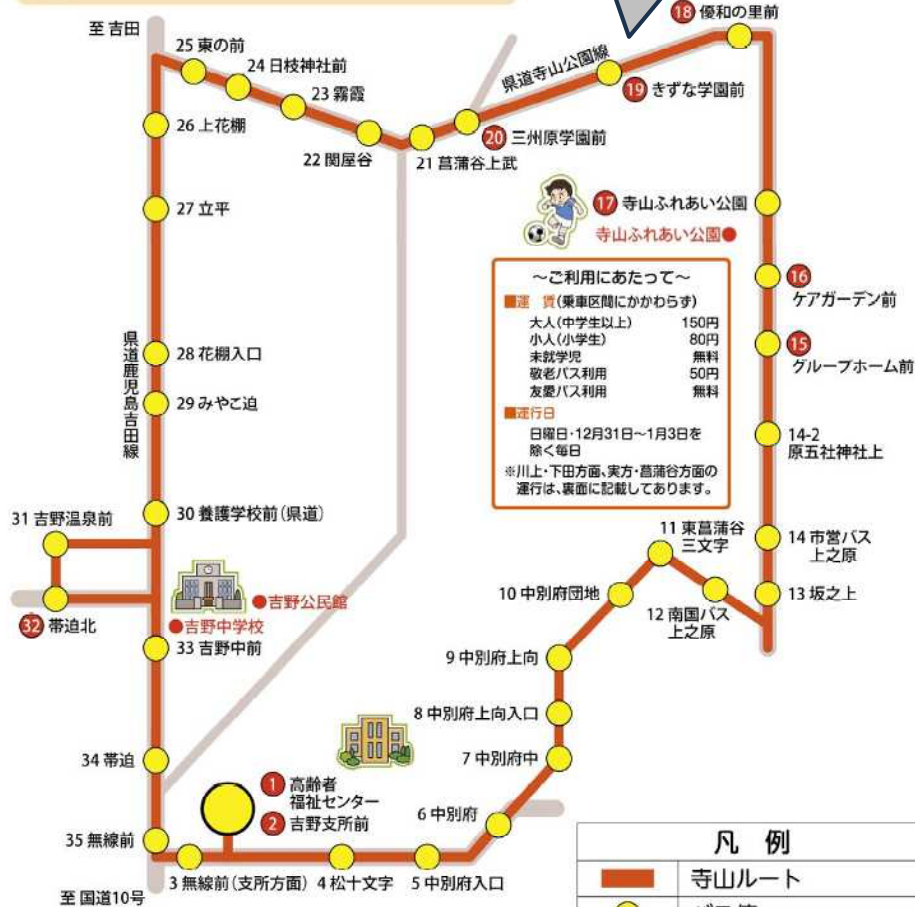 至 吉田
25 東の前
24 日枝神社前
23 霧霞
22 関屋谷
21 菖蒲谷上武
20 三州原学園前
県道寺山公園線
19 きずな学園前
18 優和の里前
17 寺山ふれあい公園
寺山ふれあい公園
16
ケアガーデン前
15
グループホーム前
14-2
原五社神社上
14 市営バス
上之原
13 坂之上
12 南国バス
上之原
11 東菖蒲谷
三文字
10 中別府団地
9 中別府上向
8 中別府上向入口
7 中別府中
6 中別府
5 中別府入口
4 松十文字
3 無線前(支所方面)
1 高齢者
福祉センター
2 吉野支所前
26 上花棚
27 立平
県道鹿児島吉田線
28 花棚入口
29 みやこ迫
30 養護学校前(県道)
31 吉野温泉前
32 帯迫北
吉野公民館
吉野中学校
33 吉野中前
34 帯迫
35 無線前
至 国道10号
～ご利用にあたって～
■運 賃(乗車区間にかかわらず)
大人(中学生以上) 150円
小人(小学生) 80円
未就学児 無料
敬老パス利用 50円
友愛パス利用 無料
■運行日
日曜日・12月31日～1月3日を
除く毎日
※川上・下田方面、実方・菖蒲谷方面の
運行は、裏面に記載してあります。
凡 例
寺山ルート